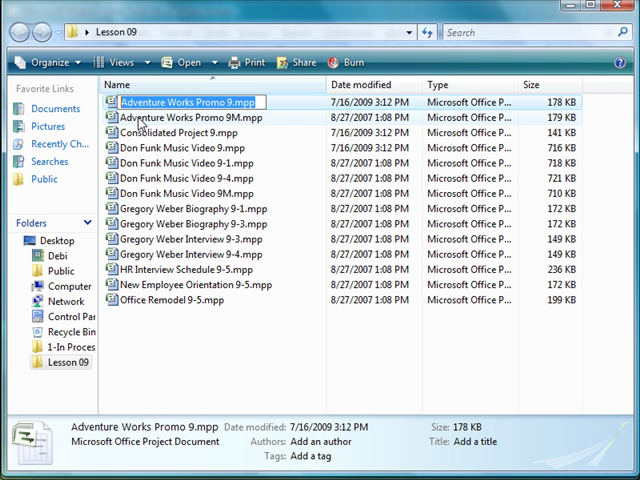 Lesson 09
Search
Organize Views Open Print Share Burn
Favorite Links
Documents
Pictures
Recently Ch...
Searches
Public
Folders
Desktop
Debi
Public
Computer
Network
Control Par
Recycle Bin
1-In Proces
Lesson 09
Name Date modified Type Size
Adventure Works Promo 9.mpp 7/16/2009 3:12 PM Microsoft Office P... 178 KB
Adventure Works Promo 9M.mpp 8/27/2007 1:08 PM Microsoft Office P... 179 KB
Consolidated Project 9.mpp 7/16/2009 3:12 PM Microsoft Office P... 141 KB
Don Funk Music Video 9.mpp 7/16/2009 3:12 PM Microsoft Office P... 716 KB
Don Funk Music Video 9-1.mpp 8/27/2007 1:08 PM Microsoft Office P... 718 KB
Don Funk Music Video 9-4.mpp 8/27/2007 1:08 PM Microsoft Office P... 721 KB
Don Funk Music Video 9M.mpp 8/27/2007 1:08 PM Microsoft Office P... 710 KB
Gregory Weber Biography 9-1.mpp 8/27/2007 1:08 PM Microsoft Office P... 172 KB
Gregory Weber Biography 9-3.mpp 8/27/2007 1:08 PM Microsoft Office P... 172 KB
Gregory Weber Interview 9-3.mpp 8/27/2007 1:08 PM Microsoft Office P... 149 KB
Gregory Weber Interview 9-4.mpp 8/27/2007 1:08 PM Microsoft Office P... 149 KB
HR Interview Schedule 9-5.mpp 8/27/2007 1:08 PM Microsoft Office P... 236 KB
New Employee Orientation 9-5.mpp 8/27/2007 1:08 PM Microsoft Office P... 172 KB
Office Remodel 9-5.mpp 8/27/2007 1:08 PM Microsoft Office P... 199 KB
Adventure Works Promo 9.mpp Date modified: 7/16/2009 3:12 PM Size: 178 KB
Microsoft Office Project Document Authors: Add an author Title: Add a title
Tags: Add a tag